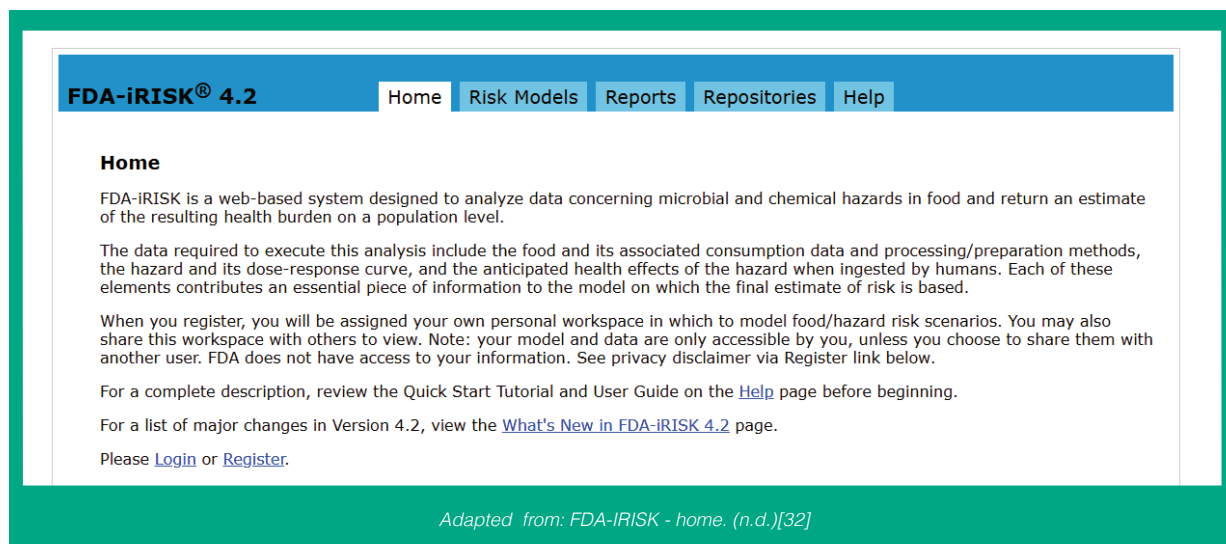 FDA-iRISK® 4.2
Home Risk Models Reports Repositories Help
Home
FDA-iRISK is a web-based system designed to analyze data concerning microbial and chemical hazards in food and return an estimate
of the resulting health burden on a population level.
The data required to execute this analysis include the food and its associated consumption data and processing/preparation methods,
the hazard and its dose-response curve, and the anticipated health effects of the hazard when ingested by humans. Each of these
elements contributes an essential piece of information to the model on which the final estimate of risk is based.
When you register, you will be assigned your own personal workspace in which to model food/hazard risk scenarios. You may also
share this workspace with others to view. Note: your model and data are only accessible by you, unless you choose to share them with
another user. FDA does not have access to your information. See privacy disclaimer via Register link below.
For a complete description, review the Quick Start Tutorial and User Guide on the Help page before beginning.
For a list of major changes in Version 4.2, view the What's New in FDA-iRISK 4.2 page.
Please Login or Register.
Adapted from: FDA-IRISK - home. (n.d.)[32]